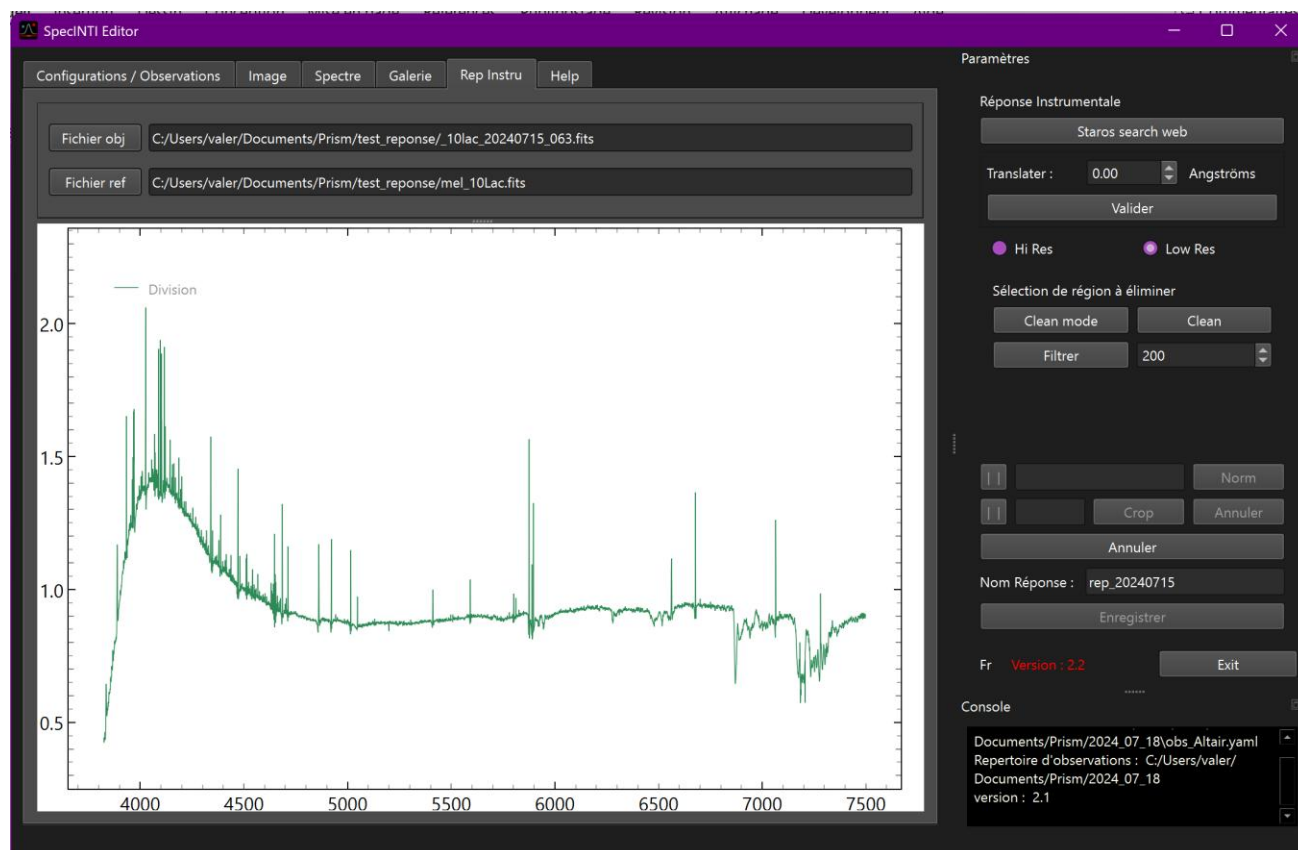 SpecINTI Editor
Configurations / Observations Image Spectre Galerie Rep Instru Help
Fichier obj C:/Users/valer/Documents/Prism/test_reponse/_10lac_20240715_063.fits
Fichier ref C:/Users/valer/Documents/Prism/test_reponse/mel_10Lac.fits
Division
2.0
1.5
1.0
0.5
4000 4500 5000 5500 6000 6500 7000 7500
Paramètres
Réponse Instrumentale
Staros search web
Translater : 0.00 Angströms
Valider
Hi Res Low Res
Sélection de région à éliminer
Clean mode Clean
Filtrer 200
| | Norm
| | Crop Annuler
Annuler
Nom Réponse : rep_20240715
Enregistrer
Fr Version : 2.2 Exit
Console
Documents/Prism/2024_07_18\obs_Altair.yaml
Repertoire d'observations : C:/Users/valer/
Documents/Prism/2024_07_18
version : 2.1